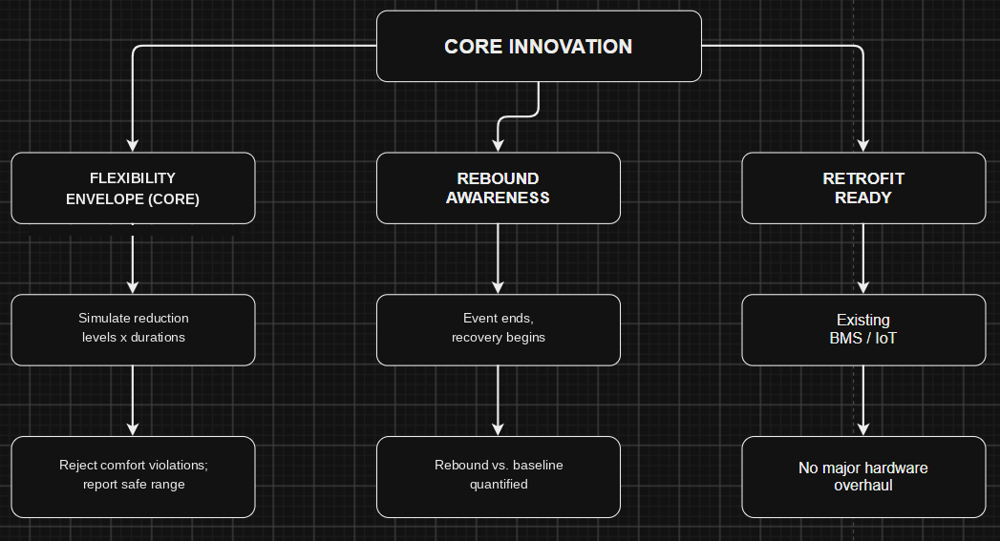 CORE INNOVATION
FLEXIBILITY
ENVELOPE (CORE)
REBOUND
AWARENESS
RETROFIT
READY
Simulate reduction
levels x durations
Event ends,
recovery begins
Existing
BMS / IoT
Reject comfort violations;
report safe range
Rebound vs. baseline
quantified
No major hardware
overhaul